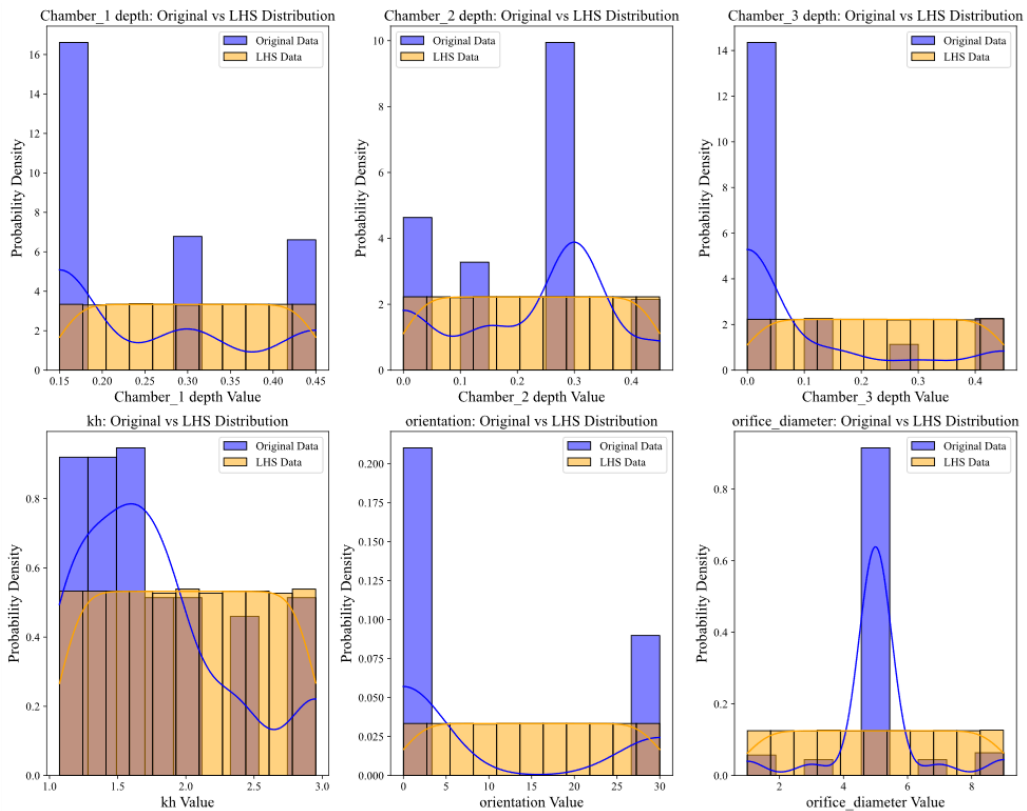 Chamber_1 depth: Original vs LHS Distribution
Original Data
LHS Data
Probability Density
16
14
12
10
8
6
4
2
0
0.15 0.20 0.25 0.30 0.35 0.40 0.45
Chamber_1 depth Value
Chamber_2 depth: Original vs LHS Distribution
Original Data
LHS Data
Probability Density
10
8
6
4
2
0
0.0 0.1 0.2 0.3 0.4
Chamber_2 depth Value
Chamber_3 depth: Original vs LHS Distribution
Original Data
LHS Data
Probability Density
14
12
10
8
6
4
2
0
0.0 0.1 0.2 0.3 0.4
Chamber_3 depth Value
kh: Original vs LHS Distribution
Original Data
LHS Data
Probability Density
0.8
0.6
0.4
0.2
0.0
1.0 1.5 2.0 2.5 3.0
kh Value
orientation: Original vs LHS Distribution
Original Data
LHS Data
Probability Density
0.200
0.175
0.150
0.125
0.100
0.075
0.050
0.025
0.000
0 5 10 15 20 25 30
orientation Value
orifice_diameter: Original vs LHS Distribution
Original Data
LHS Data
Probability Density
0.8
0.6
0.4
0.2
0.0
2 4 6 8
orifice_diameter Value